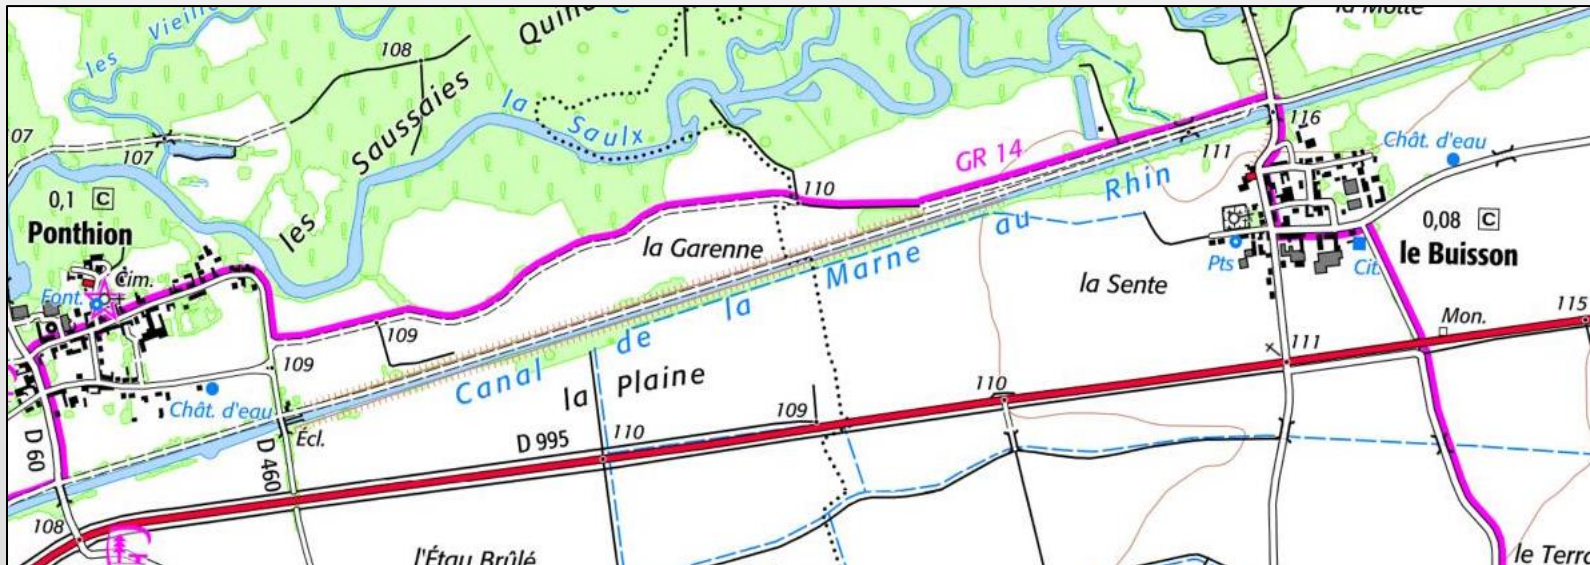 la Motte
les Vieille
Quin
108
les Saussaies
la Saulx
07
107
116
111
Chât. d'eau
GR 14
0,1 C
Ponthion
110
Canal de la Marne au Rhin
0,08 C
le Buisson
la Garenne
Cim.
Font.
Pts
Cit.
la Sente
109
109
Mon.
115
111
Chât. d'eau
la Plaine
110
109
Écl.
D 60
D 460
D 995
110
108
l'Étau Brûlé
le Terr